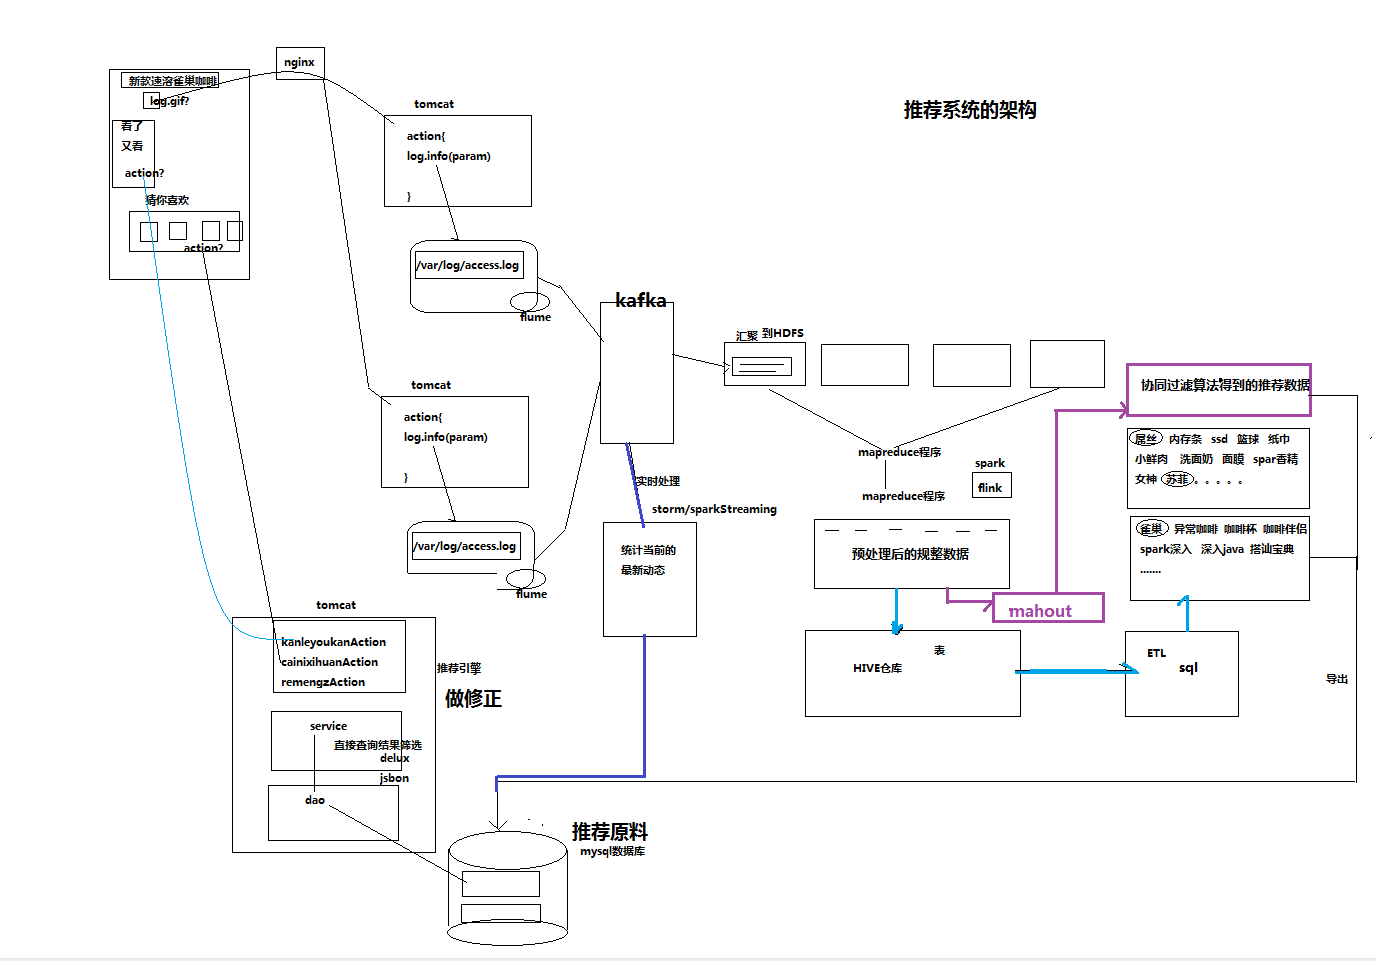 推荐系统的架构
nginx
新款速溶雀巢咖啡
log.gif?
看了
又看
action?
猜你喜欢
action?
tomcat
action{
log.info(param)
}
/var/log/access.log
flume
tomcat
action{
log.info(param)
}
/var/log/access.log
flume
kafka
实时处理
storm/sparkStreaming
统计当前的
最新动态
汇聚 到HDFS
mapreduce程序
mapreduce程序
spark
flink
预处理后的规整数据
mahout
HIVE仓库
表
ETL
sql
协同过滤算法得到的推荐数据
屌丝 内存条 ssd 篮球 纸巾
小鲜肉 洗面奶 面膜 spar香精
女神 苏菲。。。。。
雀巢 异常咖啡 咖啡杯 咖啡伴侣
spark深入 深入java 搭讪宝典
.......
导出
tomcat
kanleyoukanAction
cainixihuanAction
remengzAction
推荐引擎
做修正
service
直接查询结果筛选
delux
jsbon
dao
推荐原料
mysql数据库